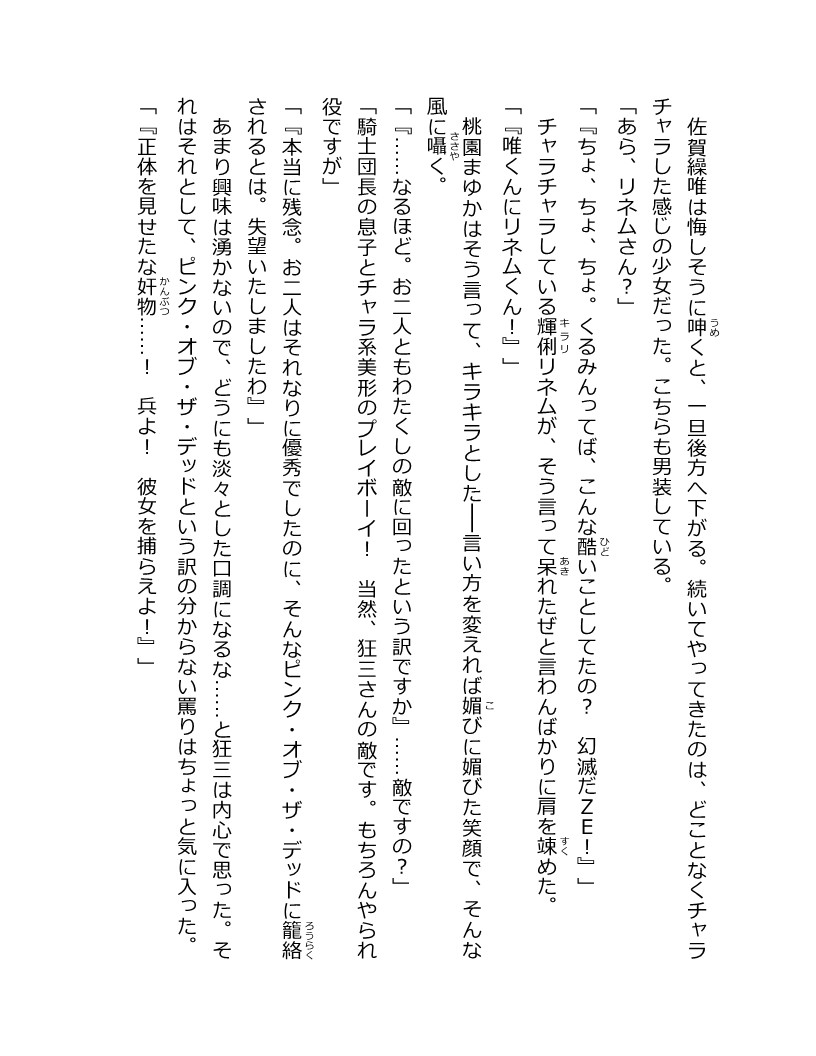 佐賀繰唯は悔しそうに呻くと、一旦後方へ下がる。続いてやってきたのは、どことなくチャラ
チャラした感じの少女だった。こちらも男装している。
「あら、リネムさん?」
「『ちょ、ちょ、ちょ。くるみんってば、こんな酷いことしてたの? 幻滅だZE!』」
チャラチャラしている輝俐リネムが、そう言って呆れたぜと言わんばかりに肩を竦めた。
「『唯くんにリネムくん!』」
桃園まゆかはそう言って、キラキラとした──言い方を変えれば媚びに媚びた笑顔で、そんな
風に囁く。
「『……なるほど。お二人ともわたくしの敵に回ったという訳ですか』……敵ですの?」
「騎士団長の息子とチャラ系美形のプレイボーイ! 当然、狂三さんの敵です。もちろんやられ
役ですが」
「『本当に残念。お二人はそれなりに優秀でしたのに、そんなピンク・オブ・ザ・デッドに籠絡
されるとは。失望いたしましたわ』」
あまり興味は湧かないので、どうにも淡々とした口調になるな……と狂三は内心で思った。そ
れはそれとして、ピンク・オブ・ザ・デッドという訳の分からない罵りはちょっと気に入った。
「『正体を見せたな奸物……! 兵よ! 彼女を捕らえよ!』」